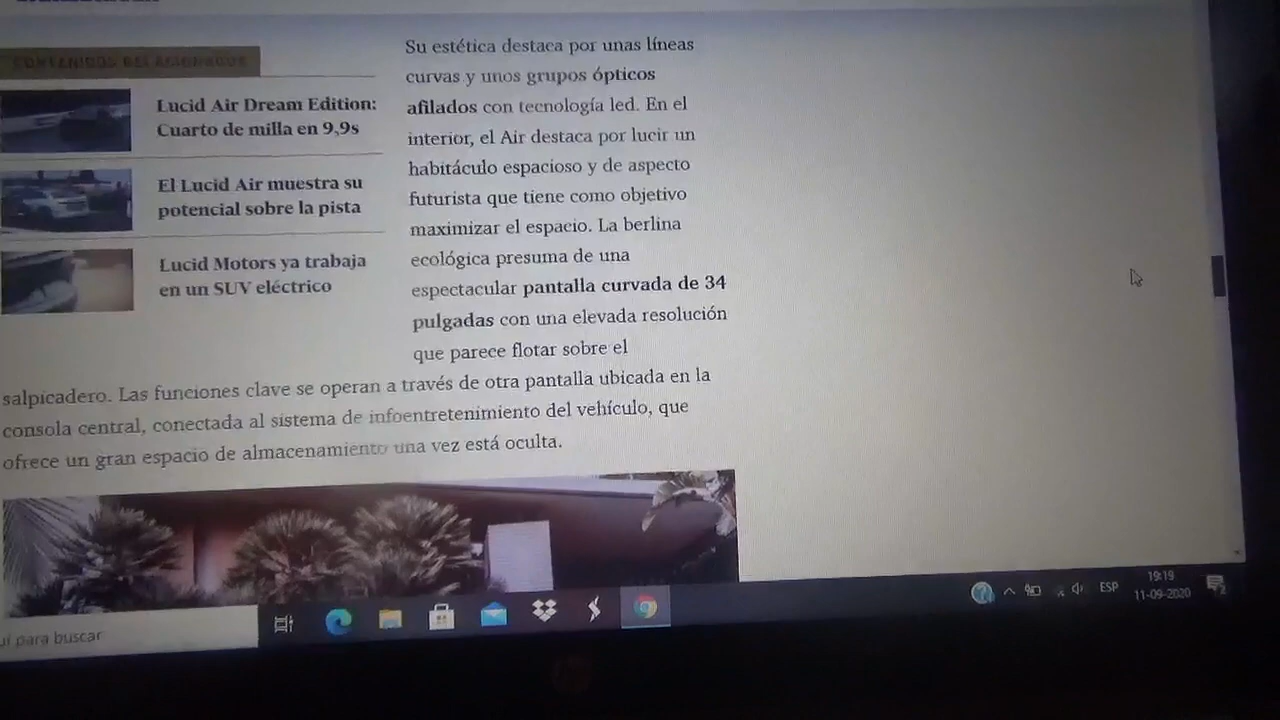 CONTENIDOS RELACIONADOS
Lucid Air Dream Edition:
Cuarto de milla en 9,9s
El Lucid Air muestra su
potencial sobre la pista
Lucid Motors ya trabaja
en un SUV eléctrico
Su estética destaca por unas líneas
curvas y unos grupos ópticos
afilados con tecnología led. En el
interior, el Air destaca por lucir un
habitáculo espacioso y de aspecto
futurista que tiene como objetivo
maximizar el espacio. La berlina
ecológica presuma de una
espectacular pantalla curvada de 34
pulgadas con una elevada resolución
que parece flotar sobre el
salpicadero. Las funciones clave se operan a través de otra pantalla ubicada en la
consola central, conectada al sistema de infoentretenimiento del vehículo, que
ofrece un gran espacio de almacenamiento una vez está oculta.
para buscar
ESP
19:19
11-09-2020